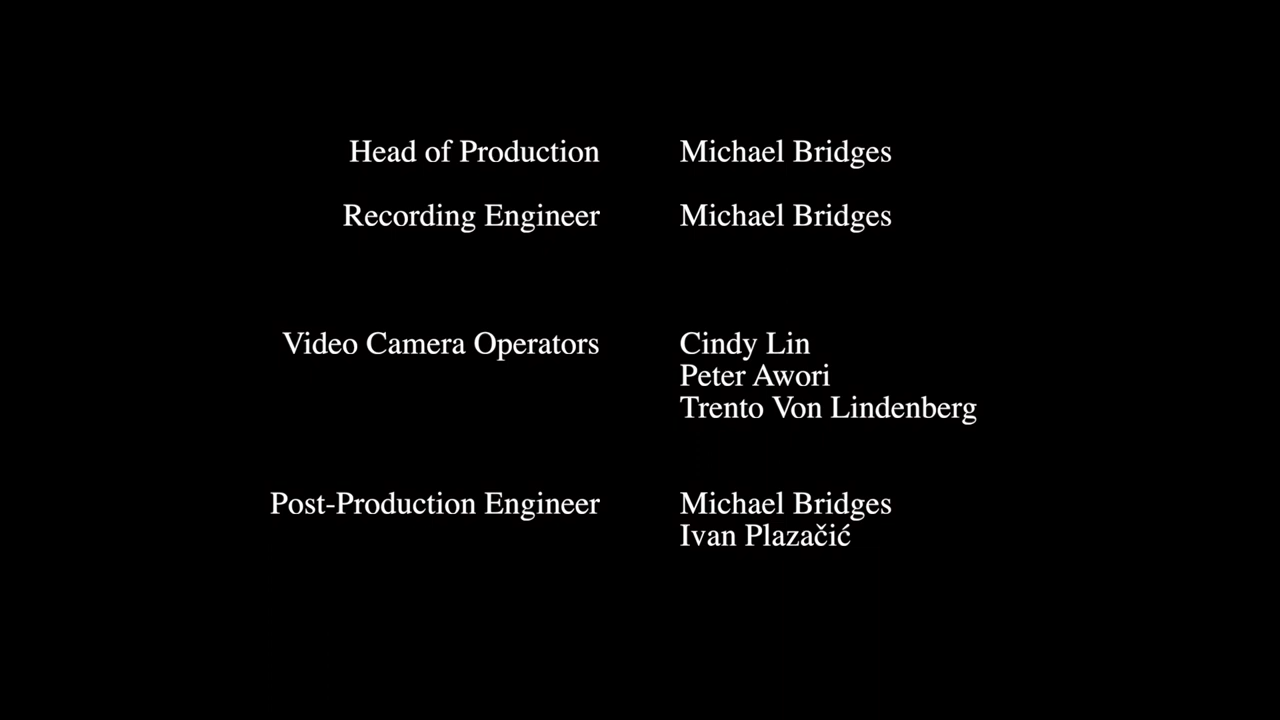 Head of Production Michael Bridges
Recording Engineer Michael Bridges
Video Camera Operators Cindy Lin
Peter Awori
Trento Von Lindenberg
Post-Production Engineer Michael Bridges
Ivan Plazačić